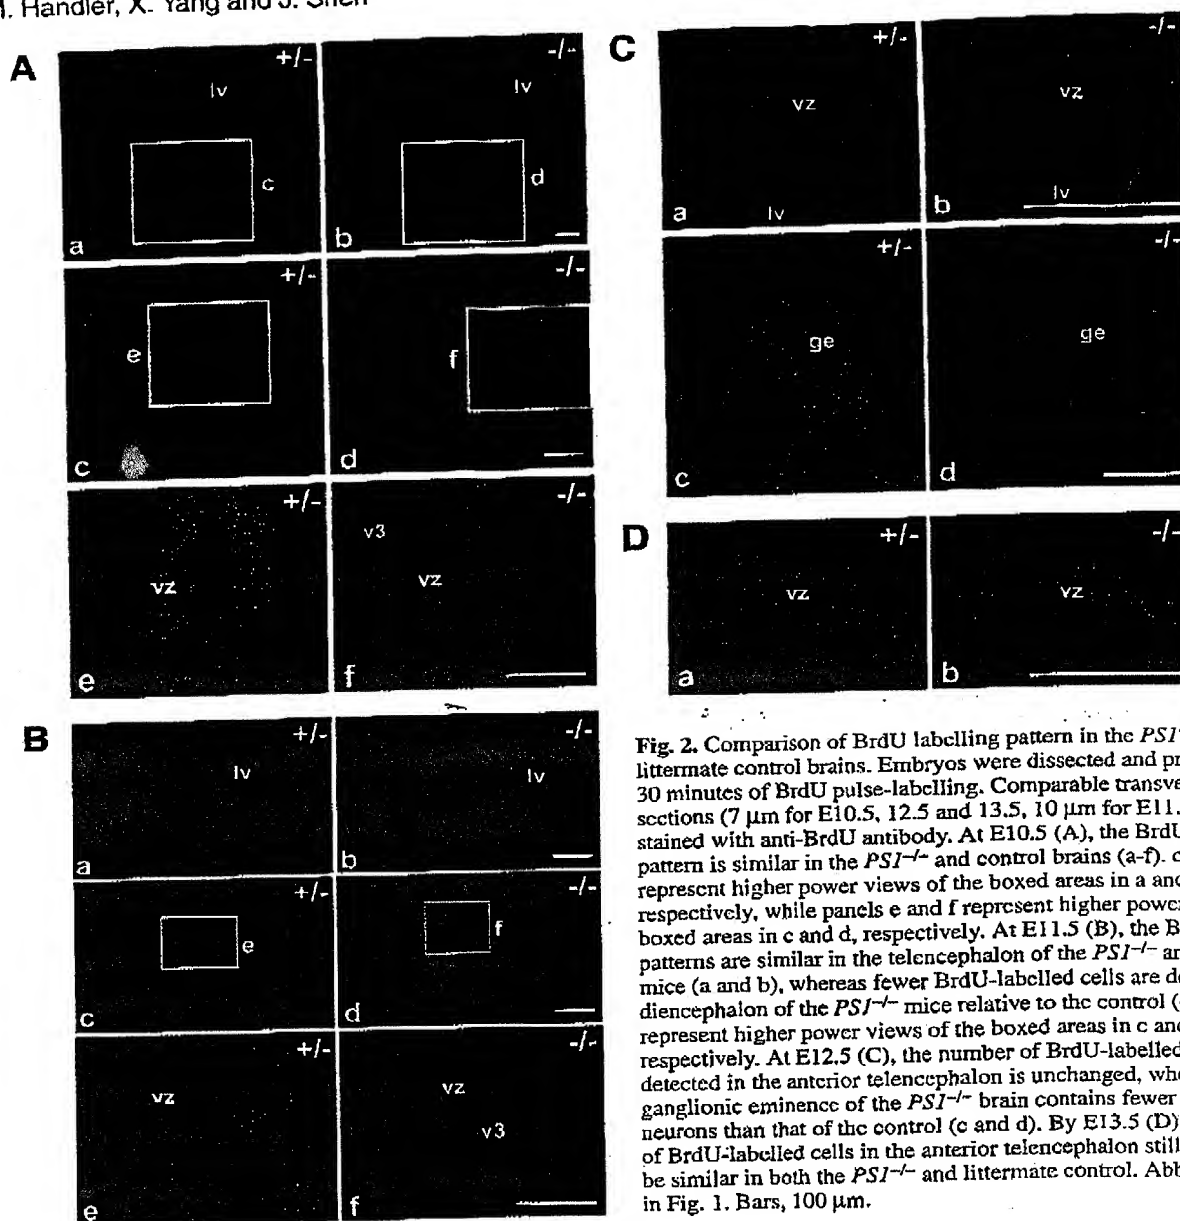 Handler, X. Yang and J. Shen
A
+/-
lv
c
a
-/-
lv
d
b
+/-
e
c
-/-
f
d
+/-
vz
e
-/-
v3
vz
f
B
+/-
lv
a
-/-
lv
b
+/-
e
c
-/-
f
d
+/-
vz
e
-/-
vz
v3
f
C
+/-
vz
a
lv
-/-
vz
lv
b
+/-
ge
c
-/-
ge
d
D
+/-
vz
a
-/-
vz
b
Fig. 2. Comparison of BrdU labelling pattern in the PS1
littermate control brains. Embryos were dissected and pr
30 minutes of BrdU pulse-labelling. Comparable transve
sections (7 µm for E10.5, 12.5 and 13.5, 10 µm for E11.
stained with anti-BrdU antibody. At E10.5 (A), the BrdU
pattern is similar in the PS1–/– and control brains (a-f). c
represent higher power views of the boxed areas in a and
respectively, while panels e and f represent higher power
boxed areas in c and d, respectively. At E11.5 (B), the B
patterns are similar in the telencephalon of the PS1–/– an
mice (a and b), whereas fewer BrdU-labelled cells are de
diencephalon of the PS1–/– mice relative to the control (
represent higher power views of the boxed areas in c and
respectively. At E12.5 (C), the number of BrdU-labelled
detected in the anterior telencephalon is unchanged, whe
ganglionic eminence of the PS1–/– brain contains fewer
neurons than that of the control (c and d). By E13.5 (D)
of BrdU-labelled cells in the anterior telencephalon still
be similar in both the PS1–/– and littermate control. Abb
in Fig. 1. Bars, 100 µm.